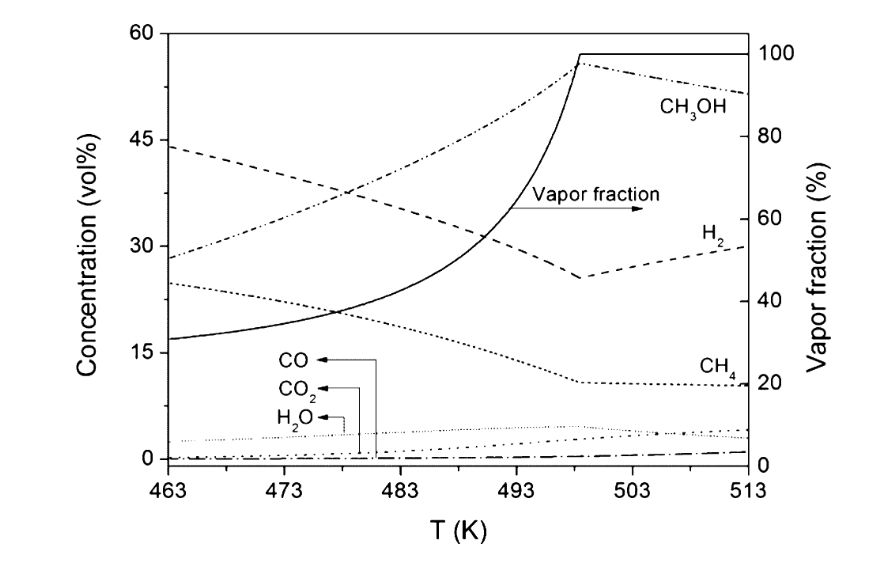 60
45
30
15
0
Concentration (vol%)
100
80
60
40
20
0
Vapor fraction (%)
CH₃OH
Vapor fraction
H₂
CH₄
CO
CO₂
H₂O
463 473 483 493 503 513
T (K)